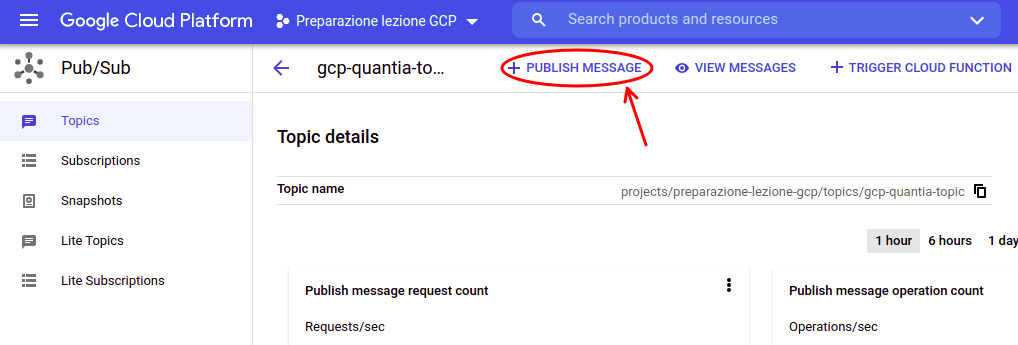 Google Cloud Platform
Preparazione lezione GCP
Search products and resources
Pub/Sub
gcp-quantia-to...
PUBLISH MESSAGE
VIEW MESSAGES
TRIGGER CLOUD FUNCTION
Topics
Subscriptions
Snapshots
Lite Topics
Lite Subscriptions
Topic details
Topic name
projects/preparazione-lezione-gcp/topics/gcp-quantia-topic
1 hour
6 hours
1 day
Publish message request count
Requests/sec
Publish message operation count
Operations/sec